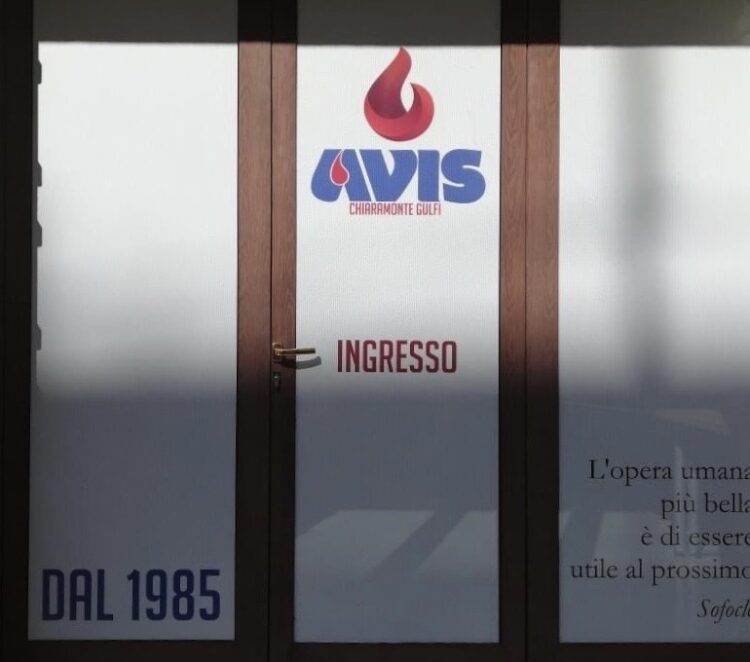 AVIS
CHIARAMONTE GULFI
INGRESSO
DAL 1985
L'opera umana
più bella
è di essere
utile al prossimo